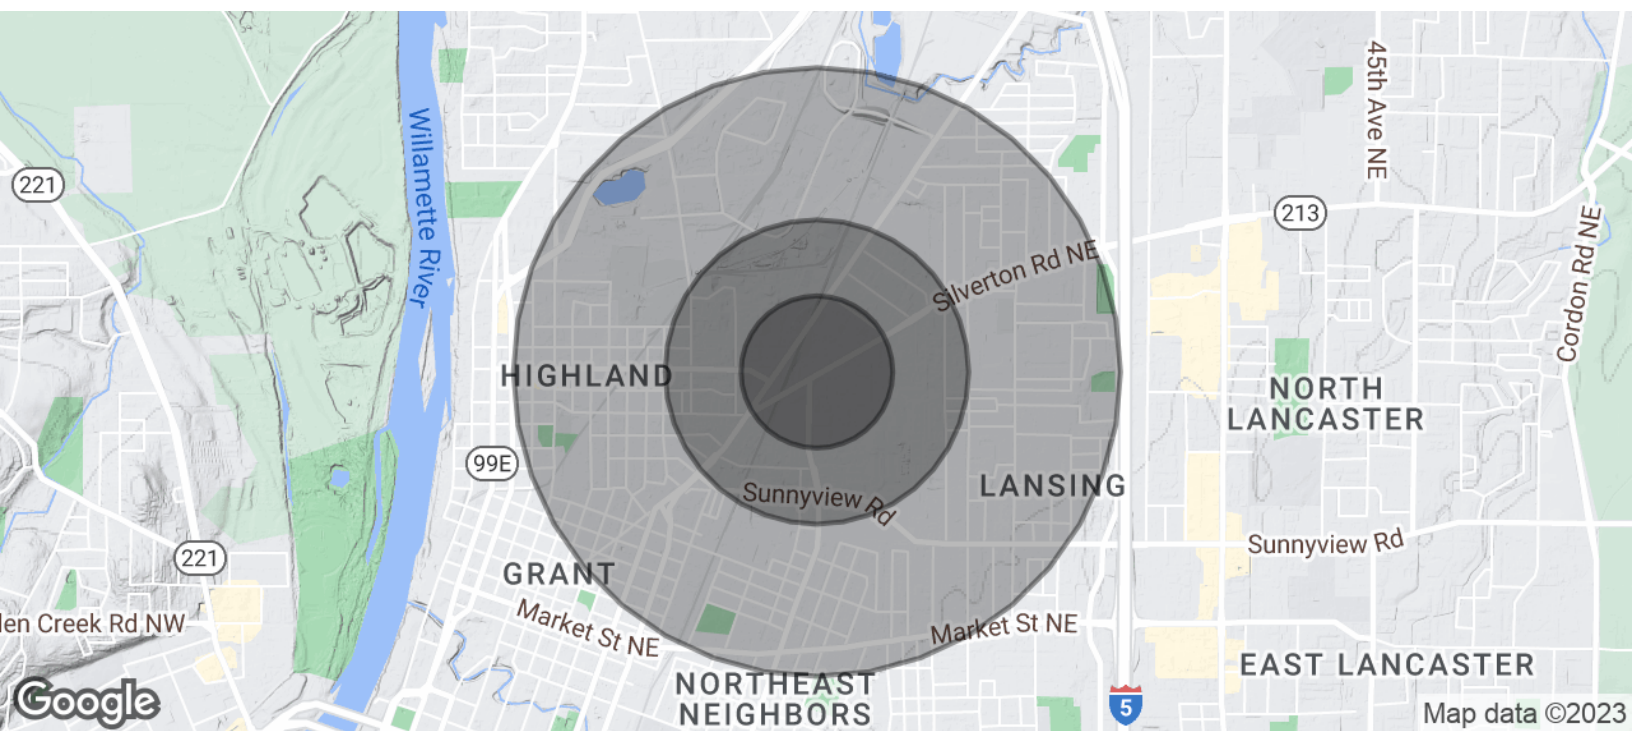 45th Ave NE
Willamette River
221
213
Cordon Rd NE
Silverton Rd NE
HIGHLAND
NORTH
LANCASTER
99E
LANSING
Sunnyview Rd
Sunnyview Rd
221
GRANT
Market St NE
len Creek Rd NW
Market St NE
EAST LANCASTER
NORTHEAST
NEIGHBORS
5
Google
Map data ©2023